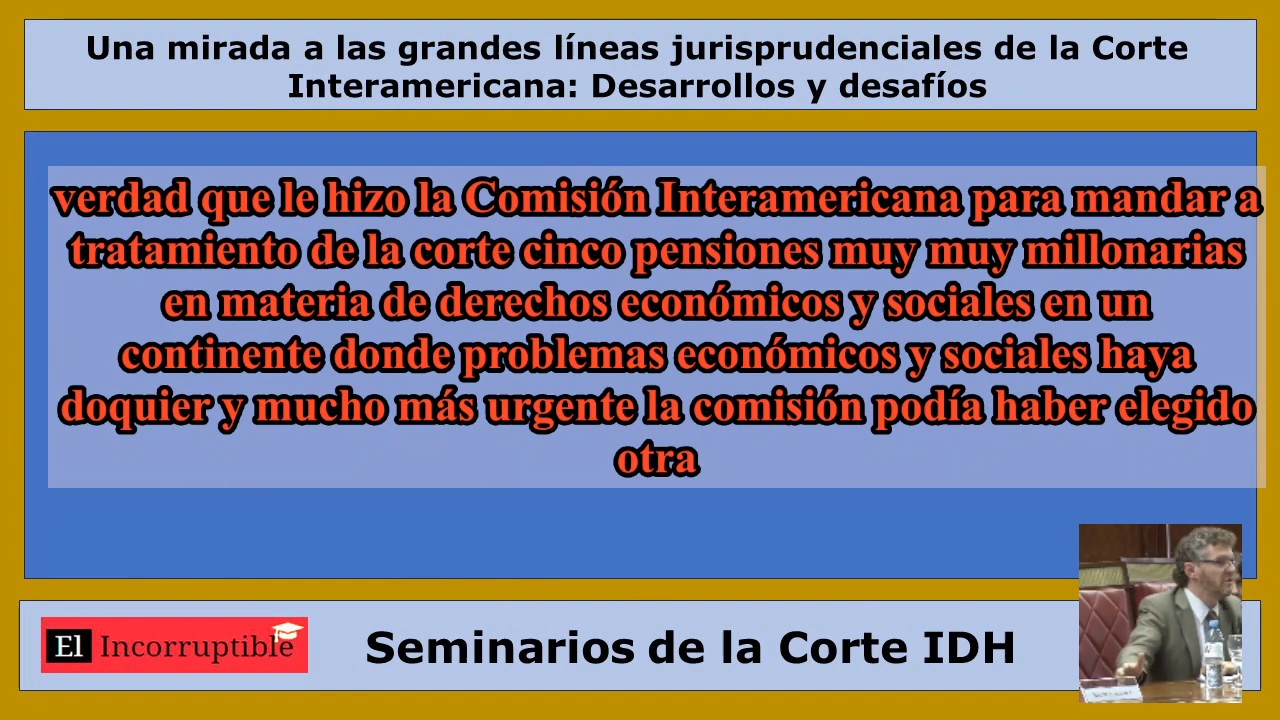 Una mirada a las grandes líneas jurisprudenciales de la Corte
Interamericana: Desarrollos y desafíos
verdad que le hizo la Comisión Interamericana para mandar a
tratamiento de la corte cinco pensiones muy muy millonarias
en materia de derechos económicos y sociales en un
continente donde problemas económicos y sociales haya
doquier y mucho más urgente la comisión podía haber elegido
otra
El Incorruptible
Seminarios de la Corte IDH